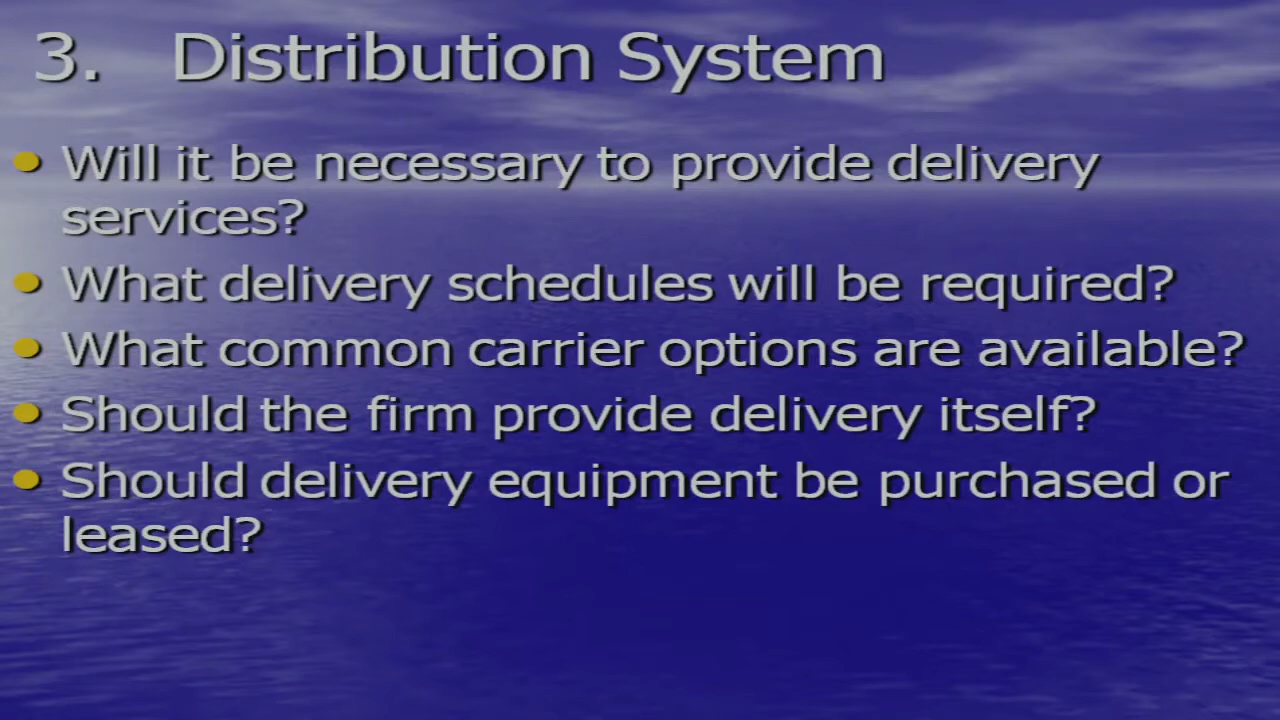 3. Distribution System
• Will it be necessary to provide delivery
services?
• What delivery schedules will be required?
• What common carrier options are available?
• Should the firm provide delivery itself?
• Should delivery equipment be purchased or
leased?